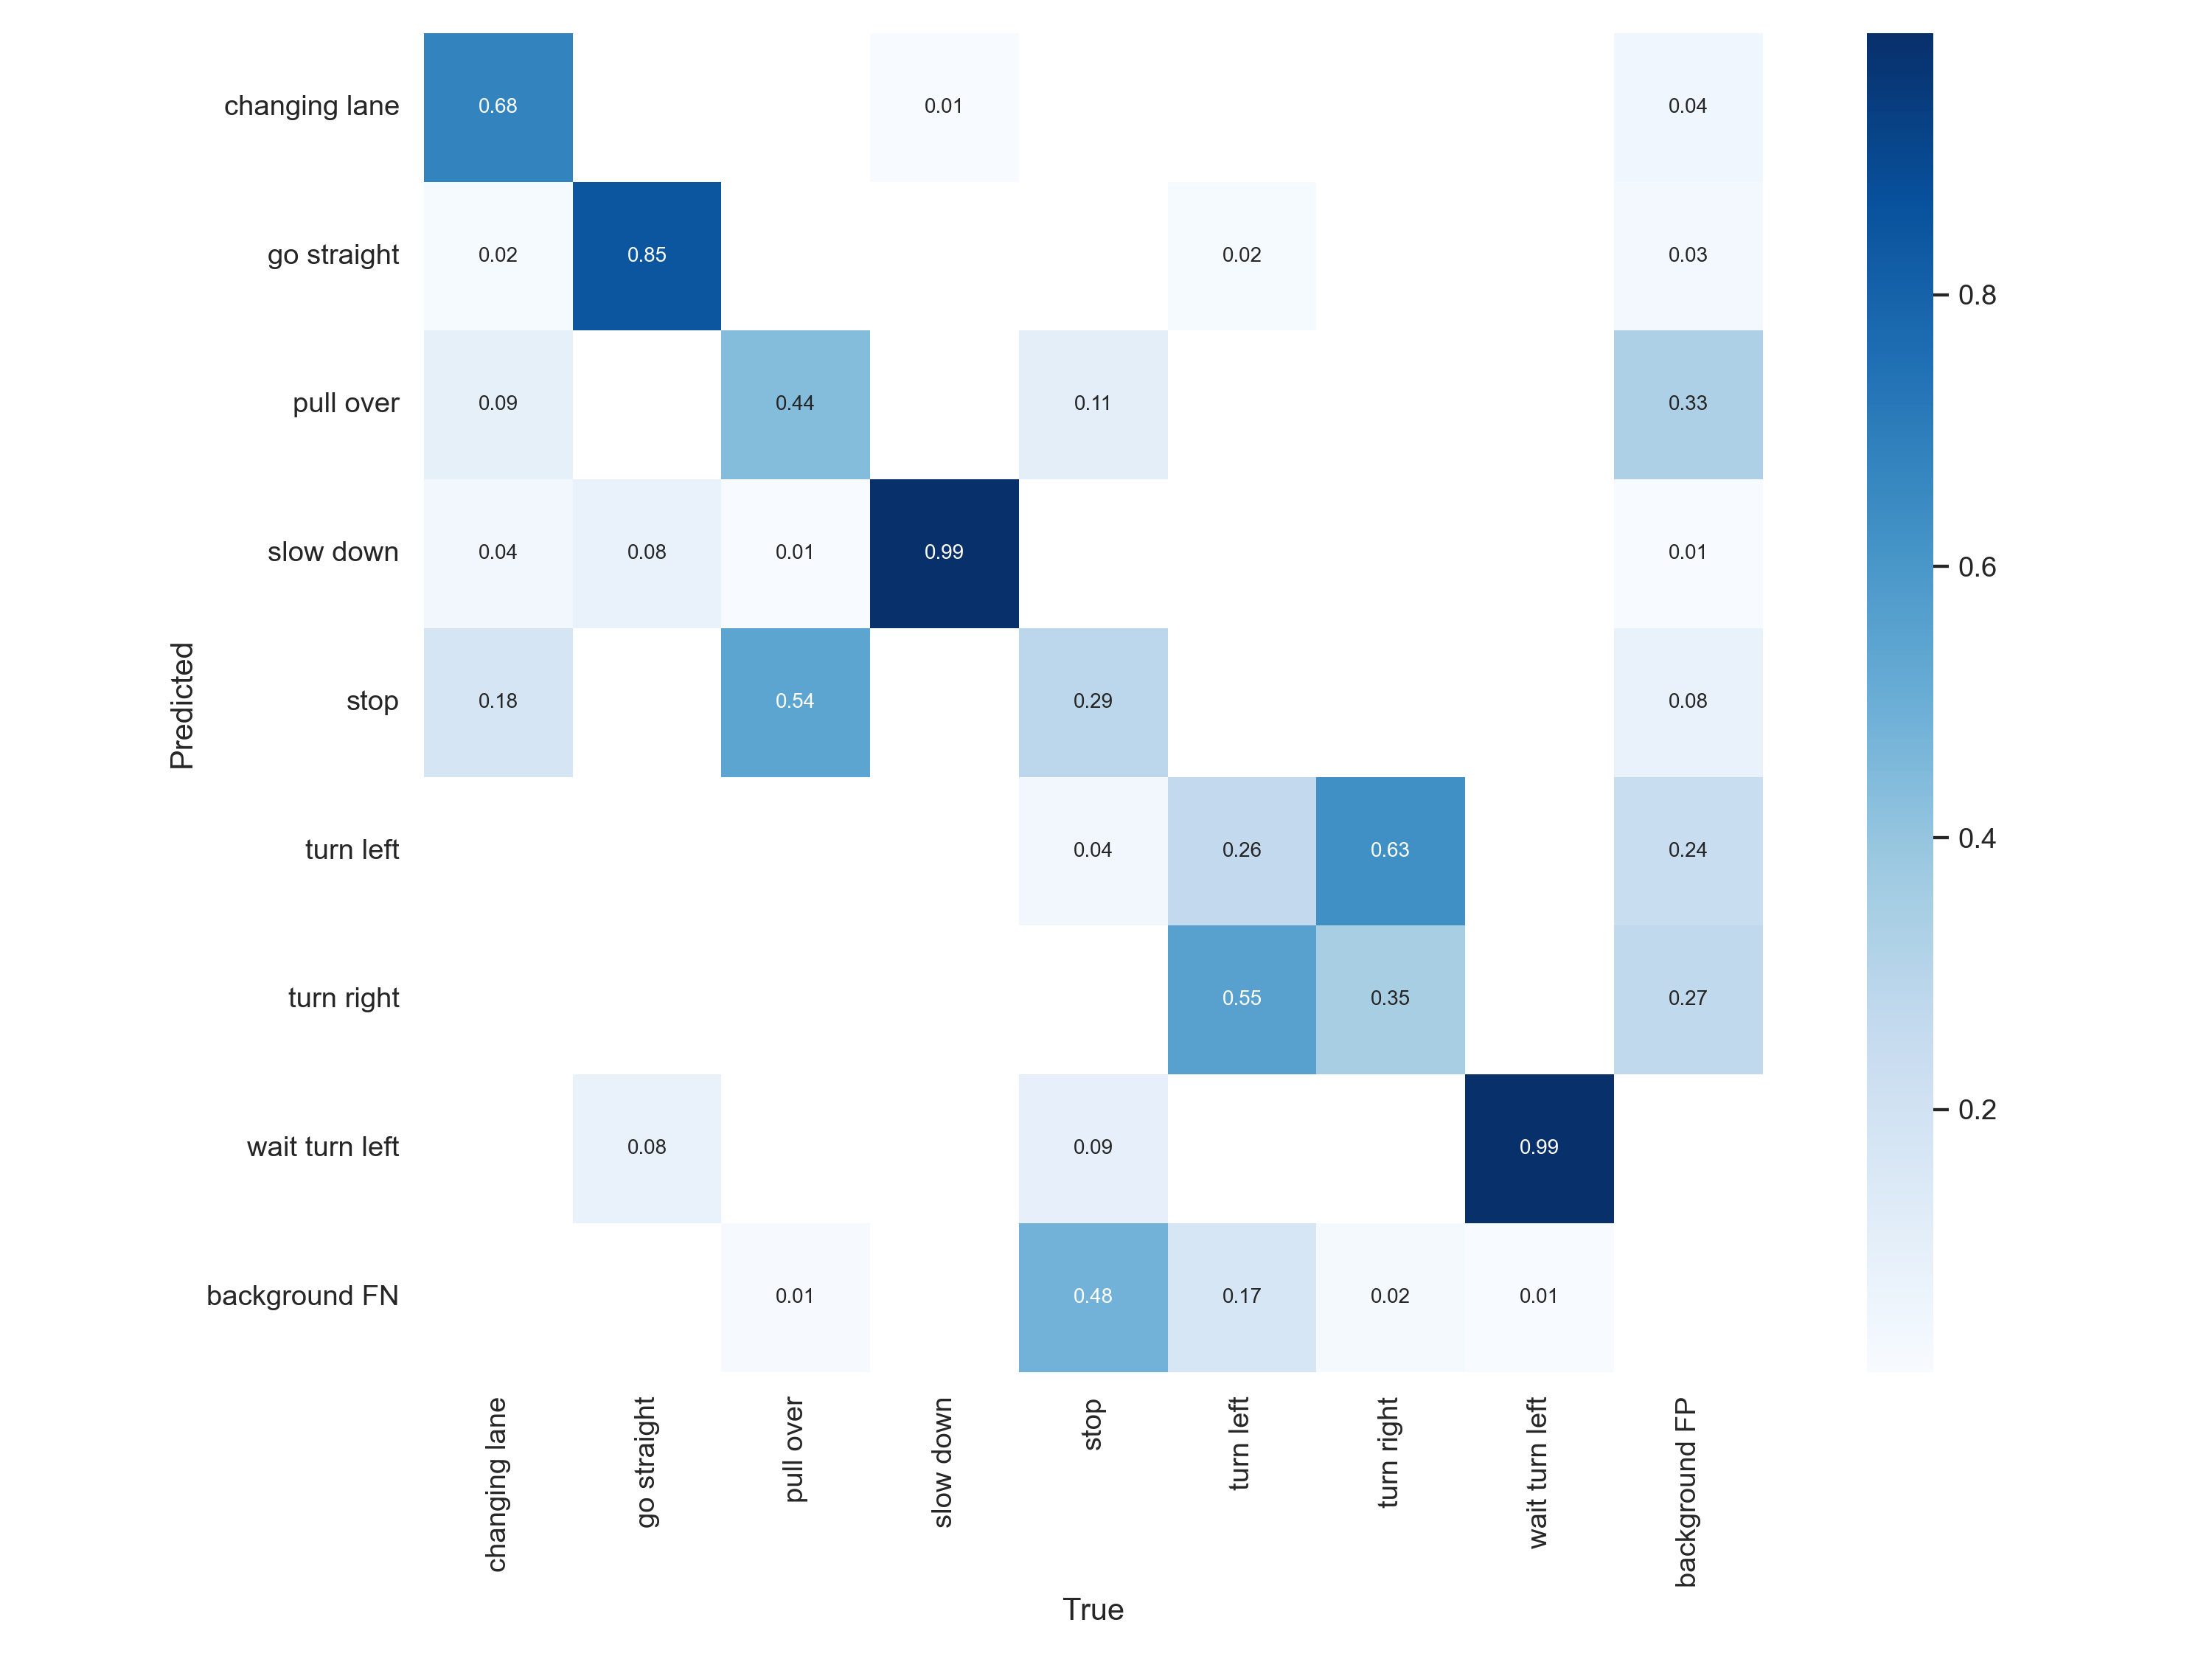 changing lane 0.68 0.01 0.04
go straight 0.02 0.85 0.02 0.03
0.8
pull over 0.09 0.44 0.11 0.33
slow down 0.04 0.08 0.01 0.99 0.01
0.6
Predicted
stop 0.18 0.54 0.29 0.08
turn left 0.04 0.26 0.63 0.24
0.4
turn right 0.55 0.35 0.27
wait turn left 0.08 0.09 0.99
0.2
background FN 0.01 0.48 0.17 0.02 0.01
changing lane
go straight
pull over
slow down
stop
turn left
turn right
wait turn left
background FP
True